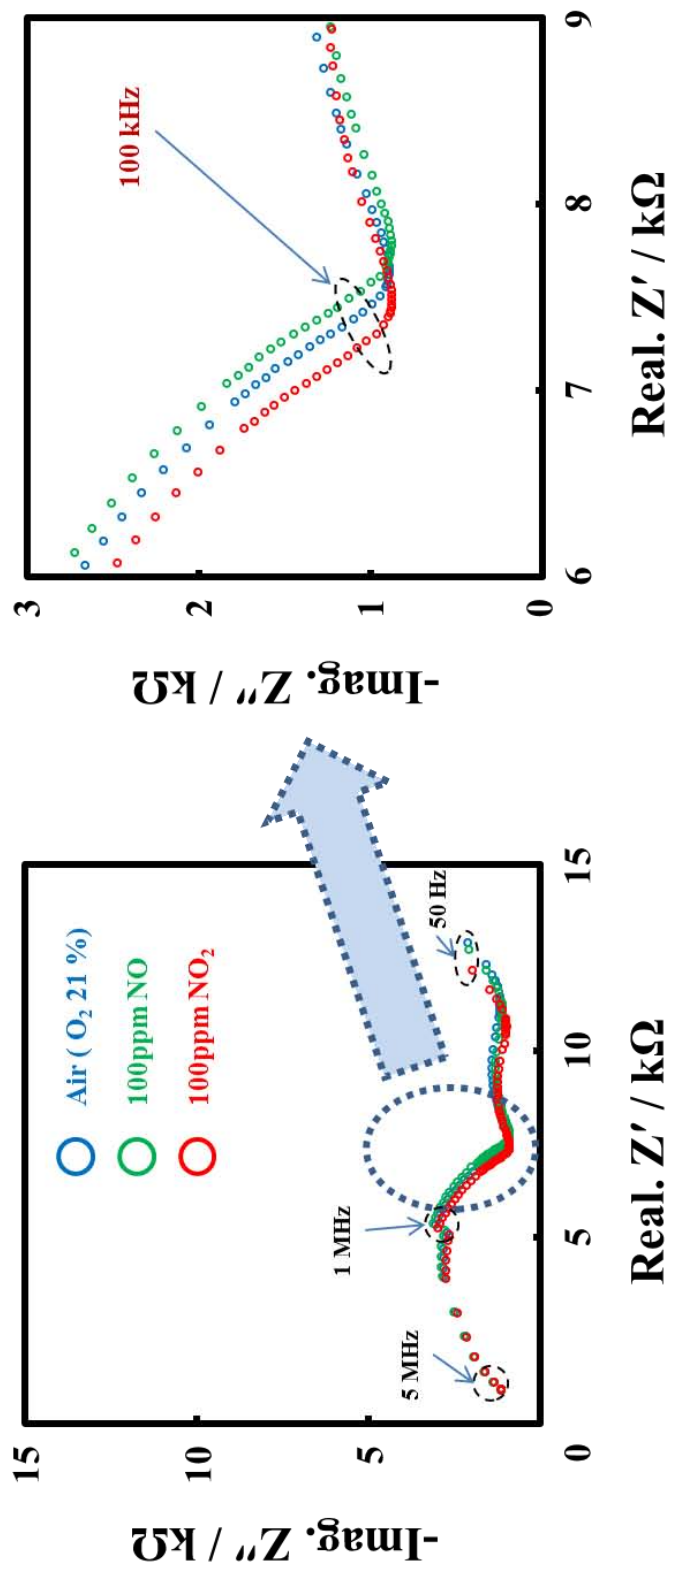 15
10
5
0
-Imag. Z″ / kΩ
5
10
15
Real. Z′ / kΩ
Air ( O₂ 21 %)
100ppm NO
100ppm NO₂
5 MHz
1 MHz
50 Hz
3
2
1
0
-Imag. Z″ / kΩ
6
7
8
9
Real. Z′ / kΩ
100 kHz